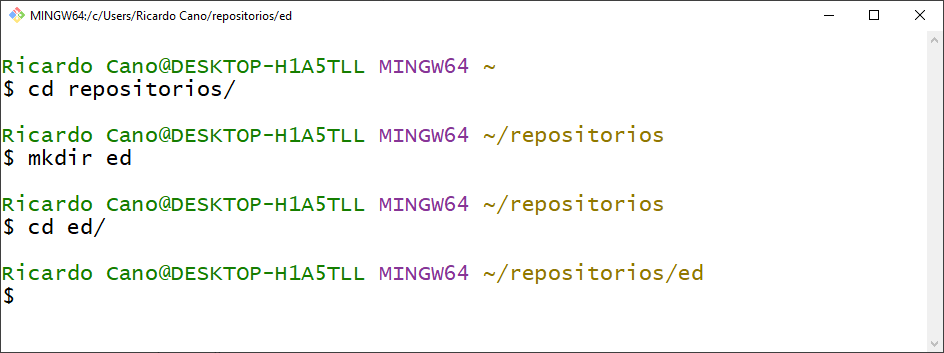 MINGW64:/c/Users/Ricardo Cano/repositorios/ed
Ricardo Cano@DESKTOP-H1A5TLL MINGW64 ~
$ cd repositorios/
Ricardo Cano@DESKTOP-H1A5TLL MINGW64 ~/repositorios
$ mkdir ed
Ricardo Cano@DESKTOP-H1A5TLL MINGW64 ~/repositorios
$ cd ed/
Ricardo Cano@DESKTOP-H1A5TLL MINGW64 ~/repositorios/ed
$